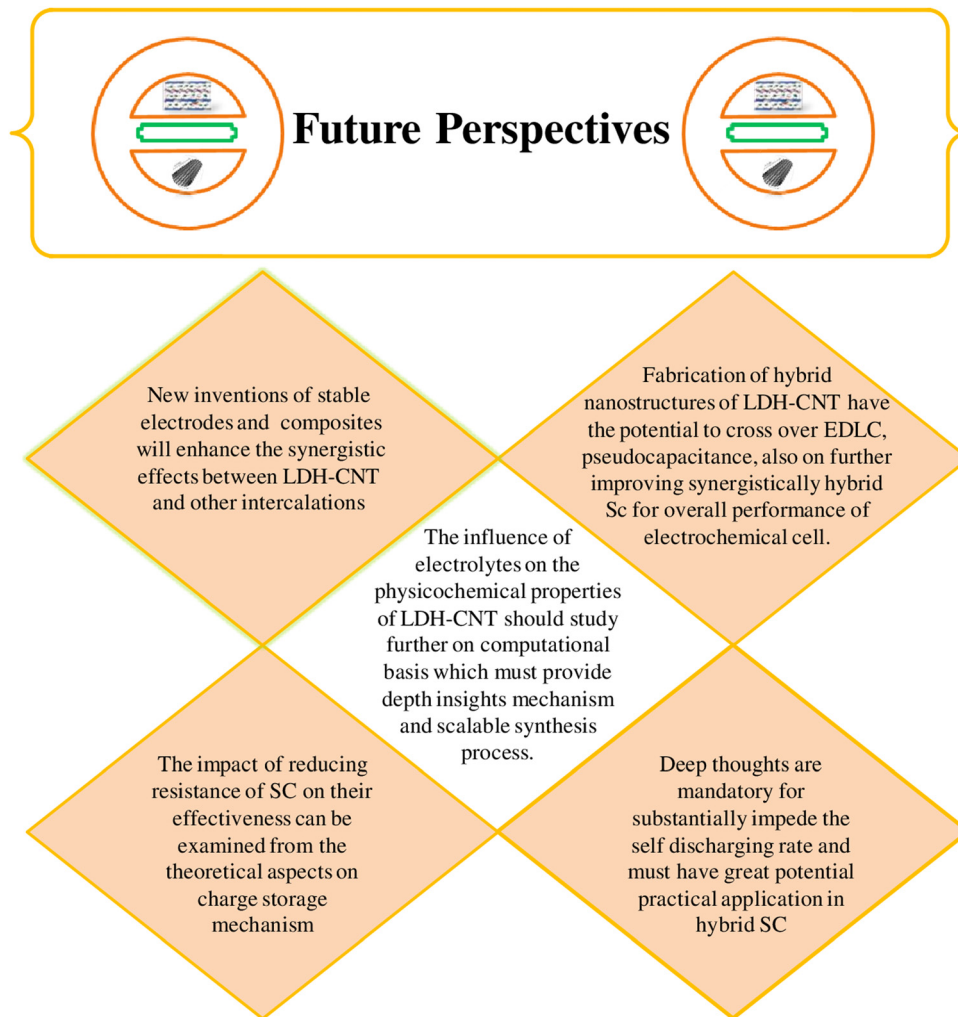 Future Perspectives
New inventions of stable
electrodes and composites
will enhance the synergistic
effects between LDH-CNT
and other intercalations
Fabrication of hybrid
nanostructures of LDH-CNT have
the potential to cross over EDLC,
pseudocapacitance, also on further
improving synergistically hybrid
Sc for overall performance of
electrochemical cell.
The influence of
electrolytes on the
physicochemical properties
of LDH-CNT should study
further on computational
basis which must provide
depth insights mechanism
and scalable synthesis
process.
The impact of reducing
resistance of SC on their
effectiveness can be
examined from the
theoretical aspects on
charge storage
mechanism
Deep thoughts are
mandatory for
substantially impede the
self discharging rate and
must have great potential
practical application in
hybrid SC